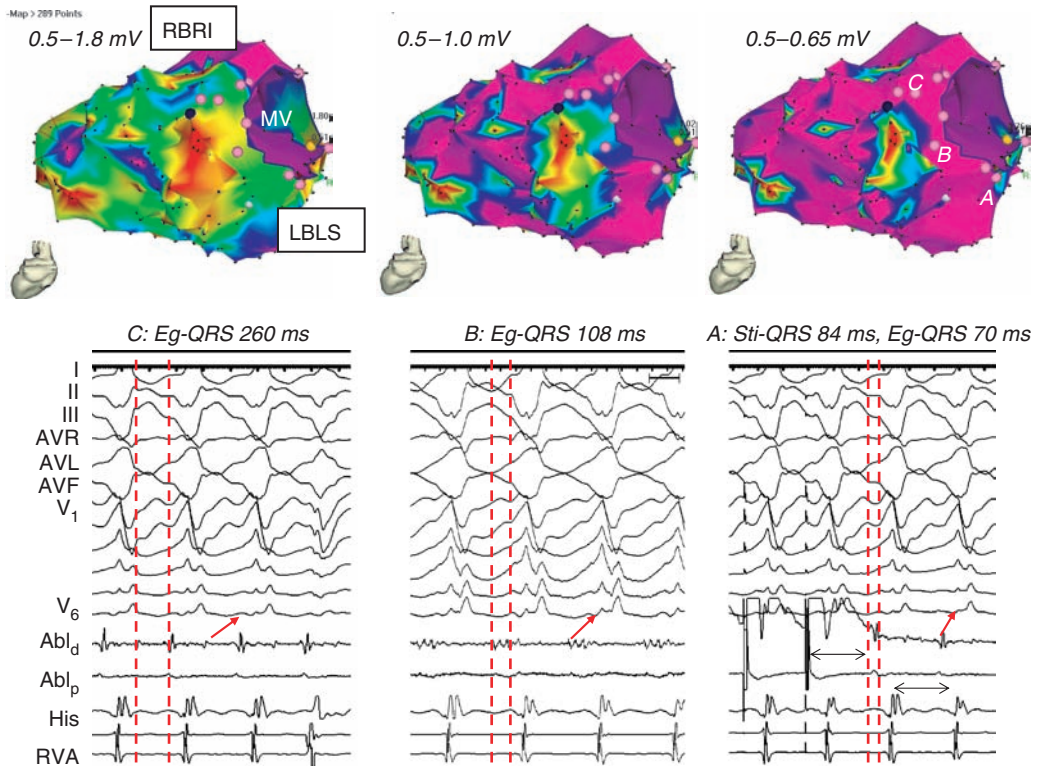 -Map > 289 Points
0.5–1.8 mV
RBRI
0.5–1.0 mV
0.5–0.65 mV
MV
LBLS
C
B
A
C: Eg-QRS 260 ms
B: Eg-QRS 108 ms
A: Sti-QRS 84 ms, Eg-QRS 70 ms
I
II
III
AVR
AVL
AVF
V1
V6
Abld
Ablp
His
RVA